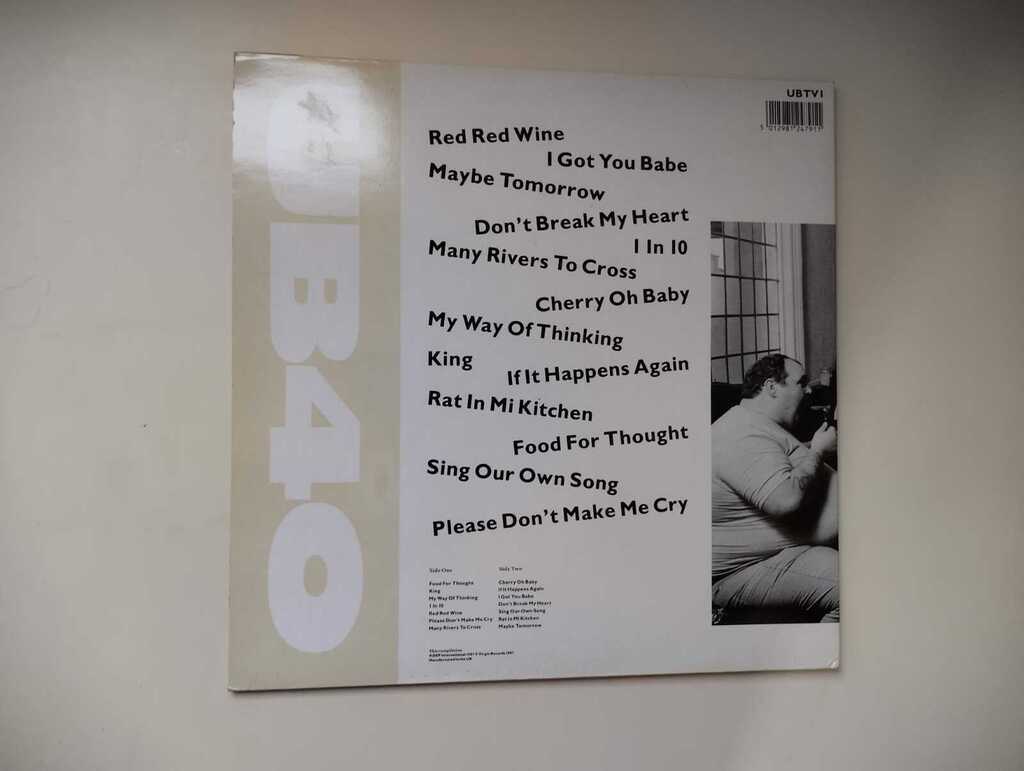 UB40
UBTV1
5 012981 247911
Red Red Wine
I Got You Babe
Maybe Tomorrow
Don't Break My Heart
1 In 10
Many Rivers To Cross
Cherry Oh Baby
My Way Of Thinking
King
If It Happens Again
Rat In Mi Kitchen
Food For Thought
Sing Our Own Song
Please Don't Make Me Cry
Side One
Food For Thought
King
My Way Of Thinking
1 In 10
Red Red Wine
Please Don't Make Me Cry
Many Rivers To Cross
Side Two
Cherry Oh Baby
If It Happens Again
I Got You Babe
Don't Break My Heart
Sing Our Own Song
Rat In Mi Kitchen
Maybe Tomorrow
This compilation